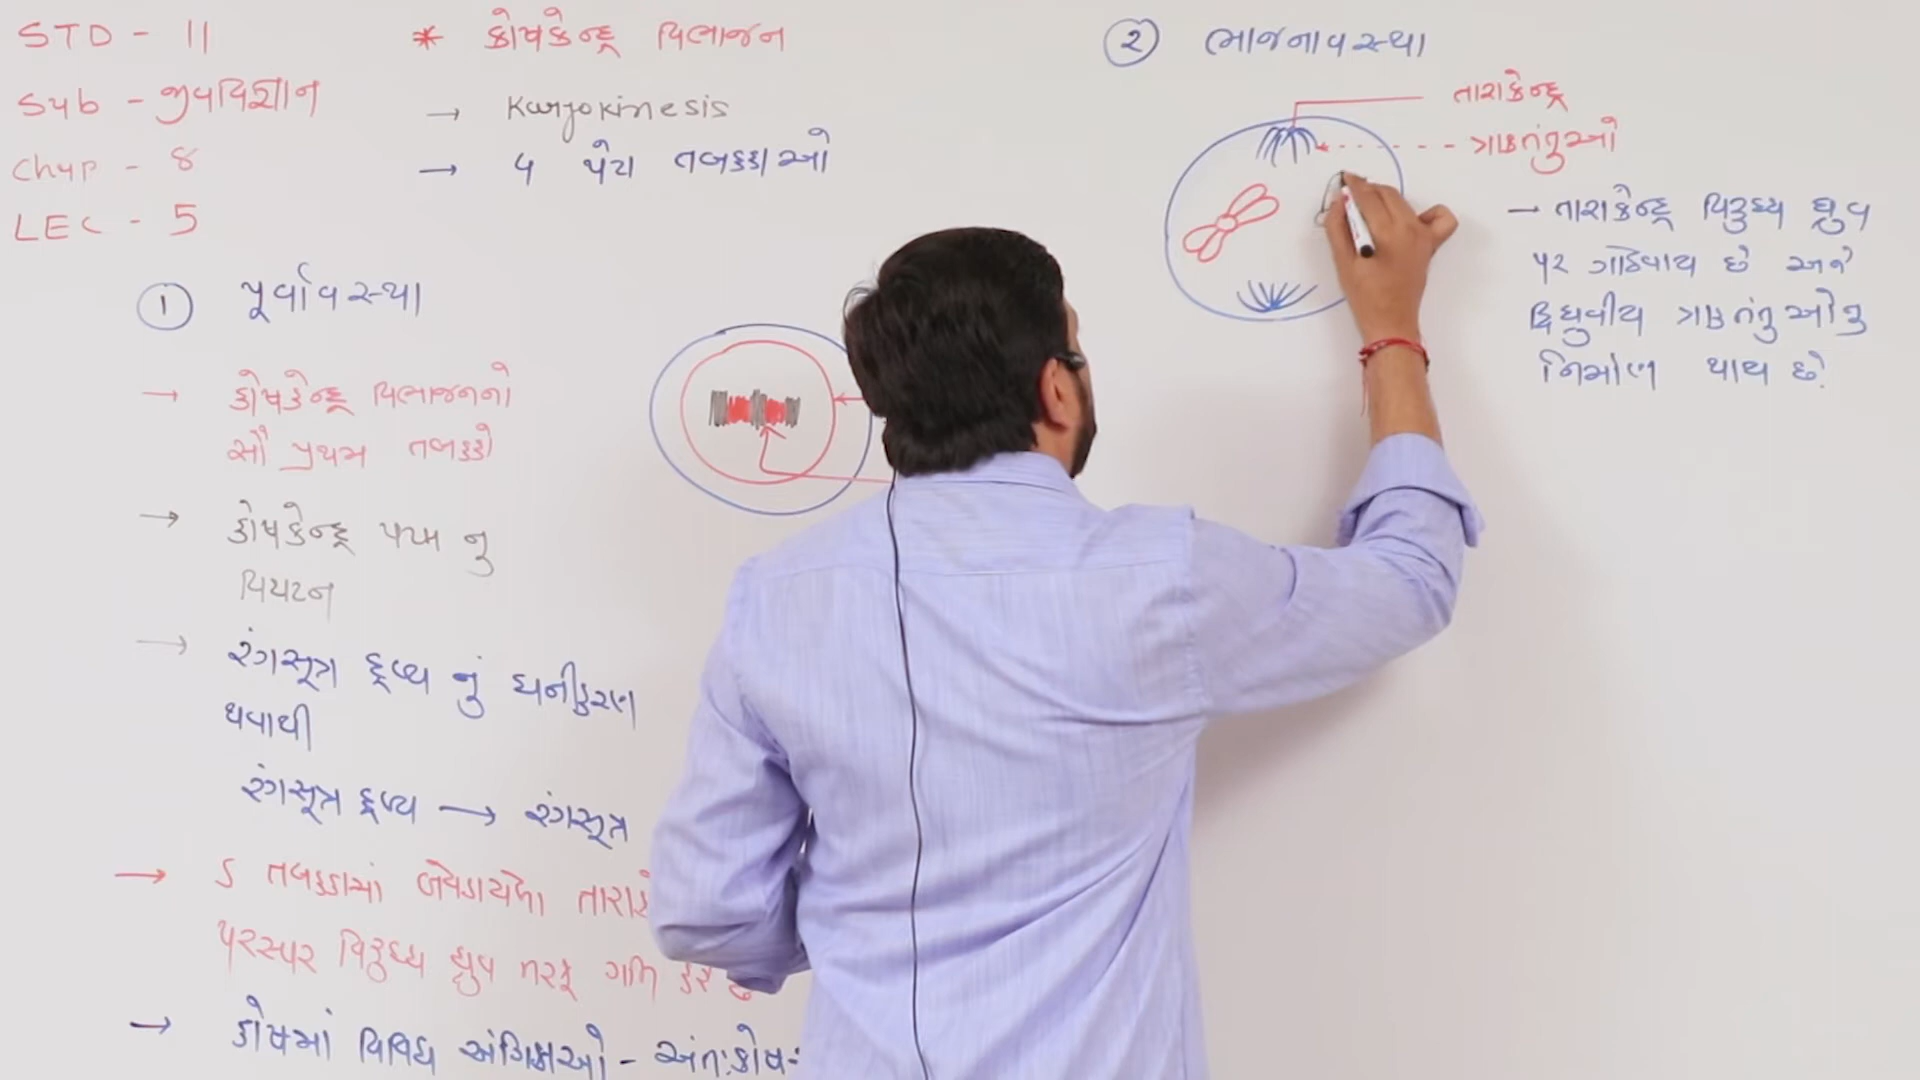 STD - 11
Sub - જીવવિજ્ઞાન
Chap - 8
LEC - 5
* કોષકેન્દ્ર વિભાજન
→ Karyokinesis
→ ૫ પેટા તબક્કાઓ
① પૂર્વાવસ્થા
→ કોષકેન્દ્ર વિભાજનનો
સૌ પ્રથમ તબક્કો
→ કોષકેન્દ્ર પટલ નુ
વિઘટન
→ રંગસૂત્ર દ્રવ્ય નું ઘનીકરણ
થવાથી
રંગસૂત્ર દ્રવ્ય → રંગસૂત્ર
→ S તબક્કામાં બેવડાયેલા
પરસ્પર વિરુધ્ધ ધ્રુવ તરફ ગતિ કરે
→ કોષમાં વિવિધ અંગિકાઓ - અંત:કોષ
② ભાજનાવસ્થા
તારાકેન્દ્ર
ત્રાકતંતુઓ
→ તારાકેન્દ્ર વિરુધ્ધ ધ્રુવ
પર ગોઠવાય છે અને
દ્વિધ્રુવીય ત્રાકતંતુઓનુ
નિર્માણ થાય છે.